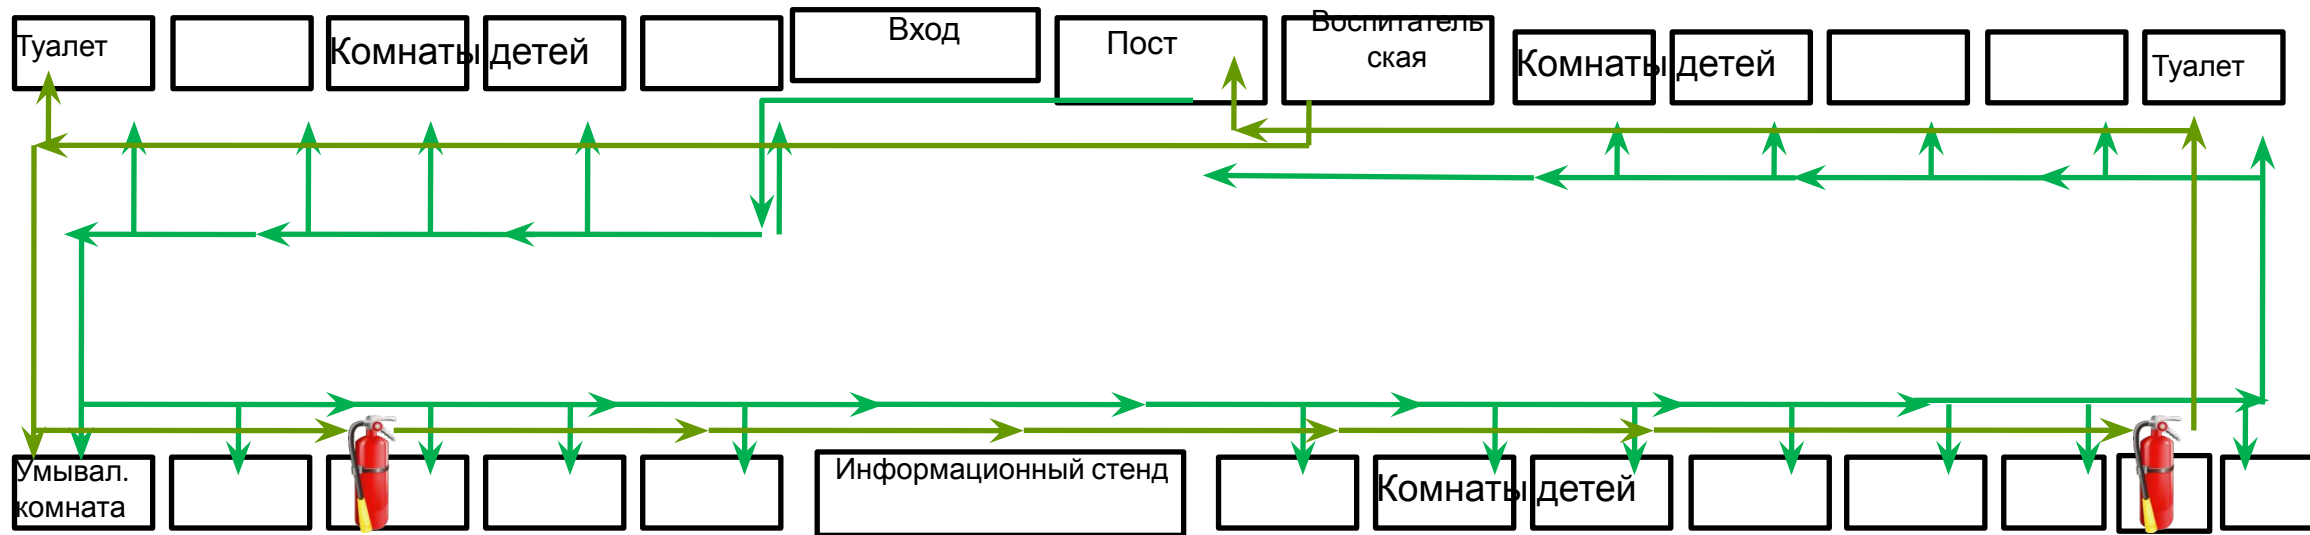 Туалет
Комнаты детей
Вход
Пост
Воспитатель
ская
Комнаты детей
Туалет
Умывал.
комната
Информационный стенд
Комнаты детей